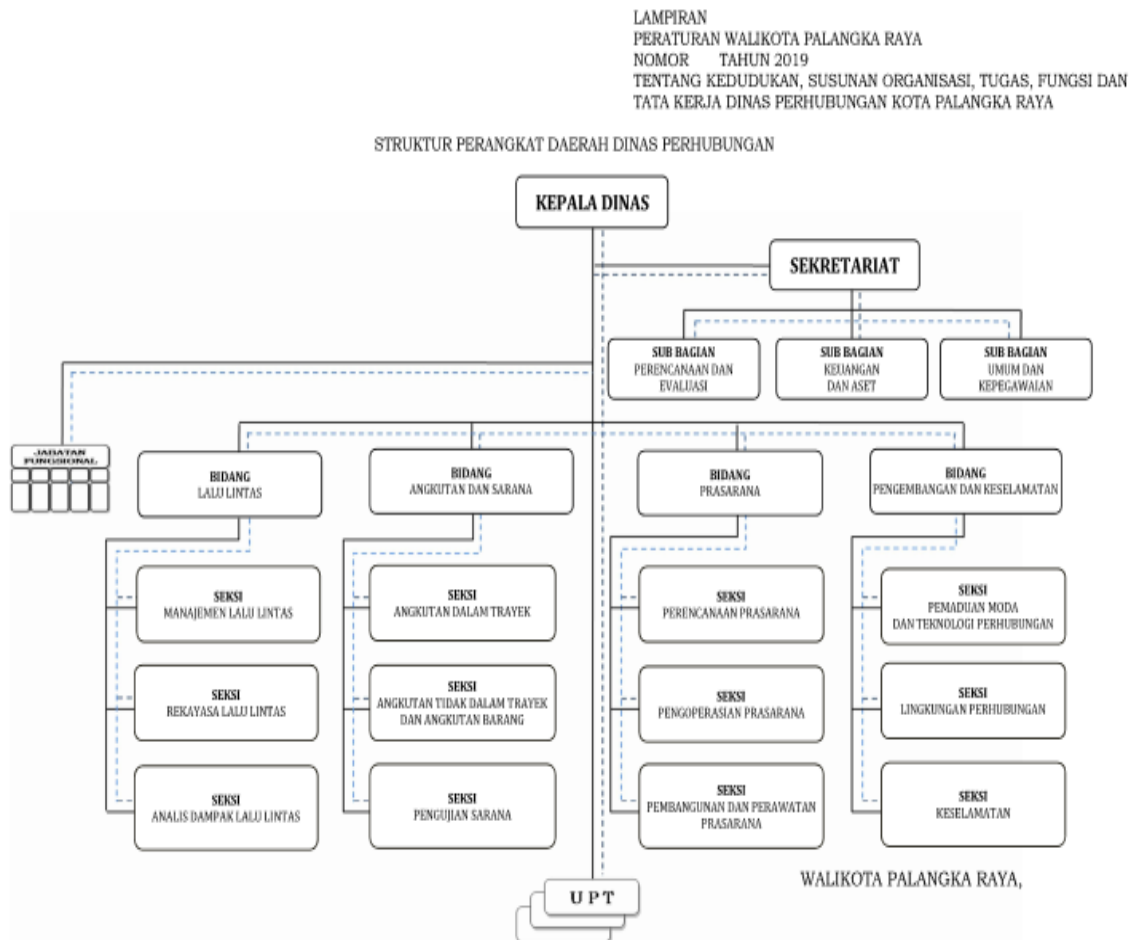 LAMPIRAN
PERATURAN WALIKOTA PALANGKA RAYA
NOMOR TAHUN 2019
TENTANG KEDUDUKAN, SUSUNAN ORGANISASI, TUGAS, FUNGSI DAN
TATA KERJA DINAS PERHUBUNGAN KOTA PALANGKA RAYA
STRUKTUR PERANGKAT DAERAH DINAS PERHUBUNGAN
KEPALA DINAS
SEKRETARIAT
SUB BAGIAN
PERENCANAAN DAN
EVALUASI
SUB BAGIAN
KEUANGAN
DAN ASET
SUB BAGIAN
UMUM DAN
KEPEGAWAIAN
JABATAN
FUNGSIONAL
BIDANG
LALU LINTAS
BIDANG
ANGKUTAN DAN SARANA
BIDANG
PRASARANA
BIDANG
PENGEMBANGAN DAN KESELAMATAN
SEKSI
MANAJEMEN LALU LINTAS
SEKSI
ANGKUTAN DALAM TRAYEK
SEKSI
PERENCANAAN PRASARANA
SEKSI
PEMADUAN MODA
DAN TEKNOLOGI PERHUBUNGAN
SEKSI
REKAYASA LALU LINTAS
SEKSI
ANGKUTAN TIDAK DALAM TRAYEK
DAN ANGKUTAN BARANG
SEKSI
PENGOPERASIAN PRASARANA
SEKSI
LINGKUNGAN PERHUBUNGAN
SEKSI
ANALIS DAMPAK LALU LINTAS
SEKSI
PENGUJIAN SARANA
SEKSI
PEMBANGUNAN DAN PERAWATAN
PRASARANA
SEKSI
KESELAMATAN
WALIKOTA PALANGKA RAYA,
U P T